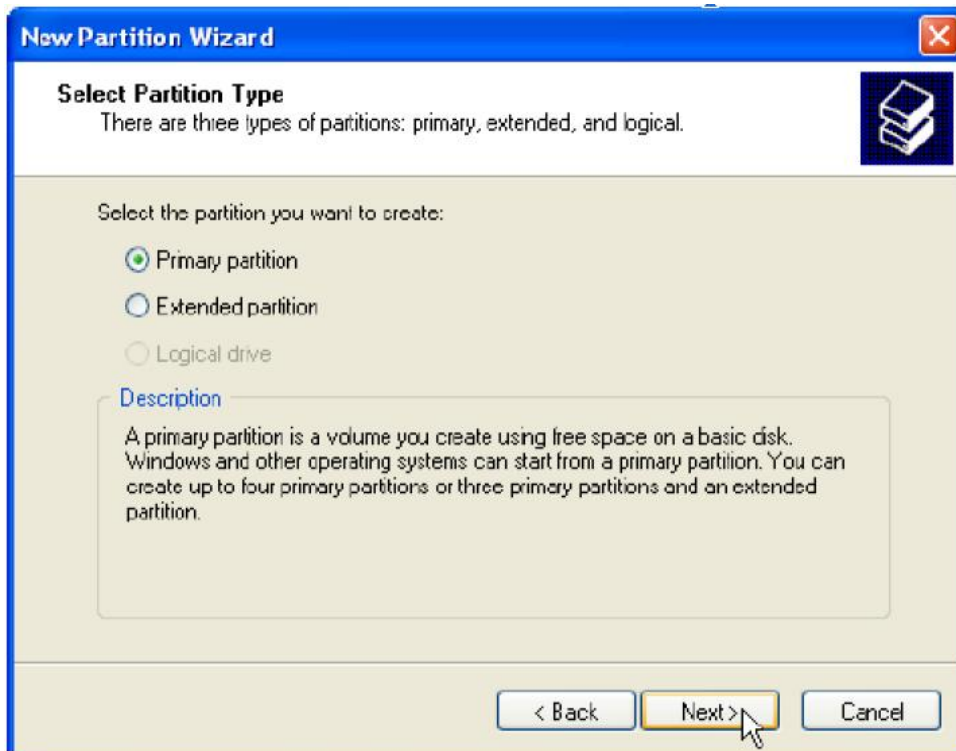 New Partition Wizard
Select Partition Type
There are three types of partitions: primary, extended, and logical.
Select the partition you want to create:
Primary partition
Extended partition
Logical drive
Description
A primary partition is a volume you create using free space on a basic disk.
Windows and other operating systems can start from a primary partition. You can
create up to four primary partitions or three primary partitions and an extended
partition.
< Back
Next >
Cancel